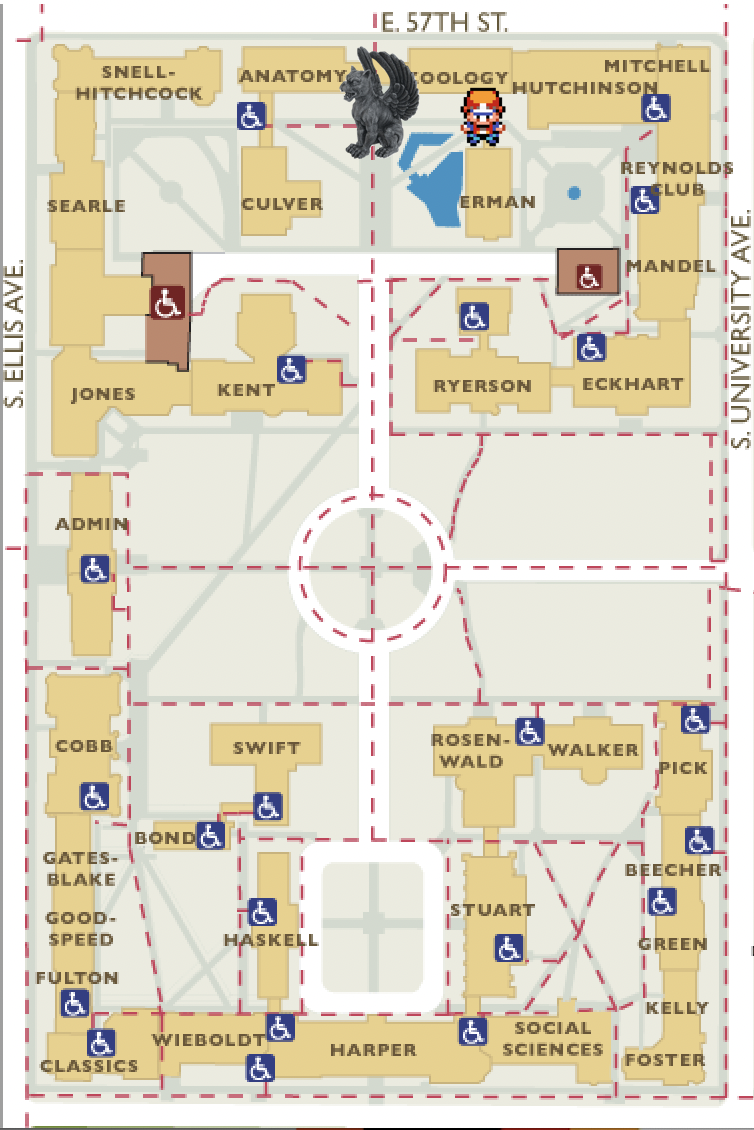 E. 57TH ST.
SNELL-
HITCHCOCK
ANATOMY
ZOOLOGY
MITCHELL
HUTCHINSON
REYNOLDS
CLUB
SEARLE
CULVER
ERMAN
MANDEL
S. ELLIS AVE.
S. UNIVERSITY AVE.
JONES
KENT
RYERSON
ECKHART
ADMIN
COBB
SWIFT
ROSEN-
WALD
WALKER
PICK
BOND
GATES-
BLAKE
GOOD-
SPEED
HASKELL
STUART
BEECHER
GREEN
FULTON
KELLY
CLASSICS
WIEBOLDT
HARPER
SOCIAL
SCIENCES
FOSTER